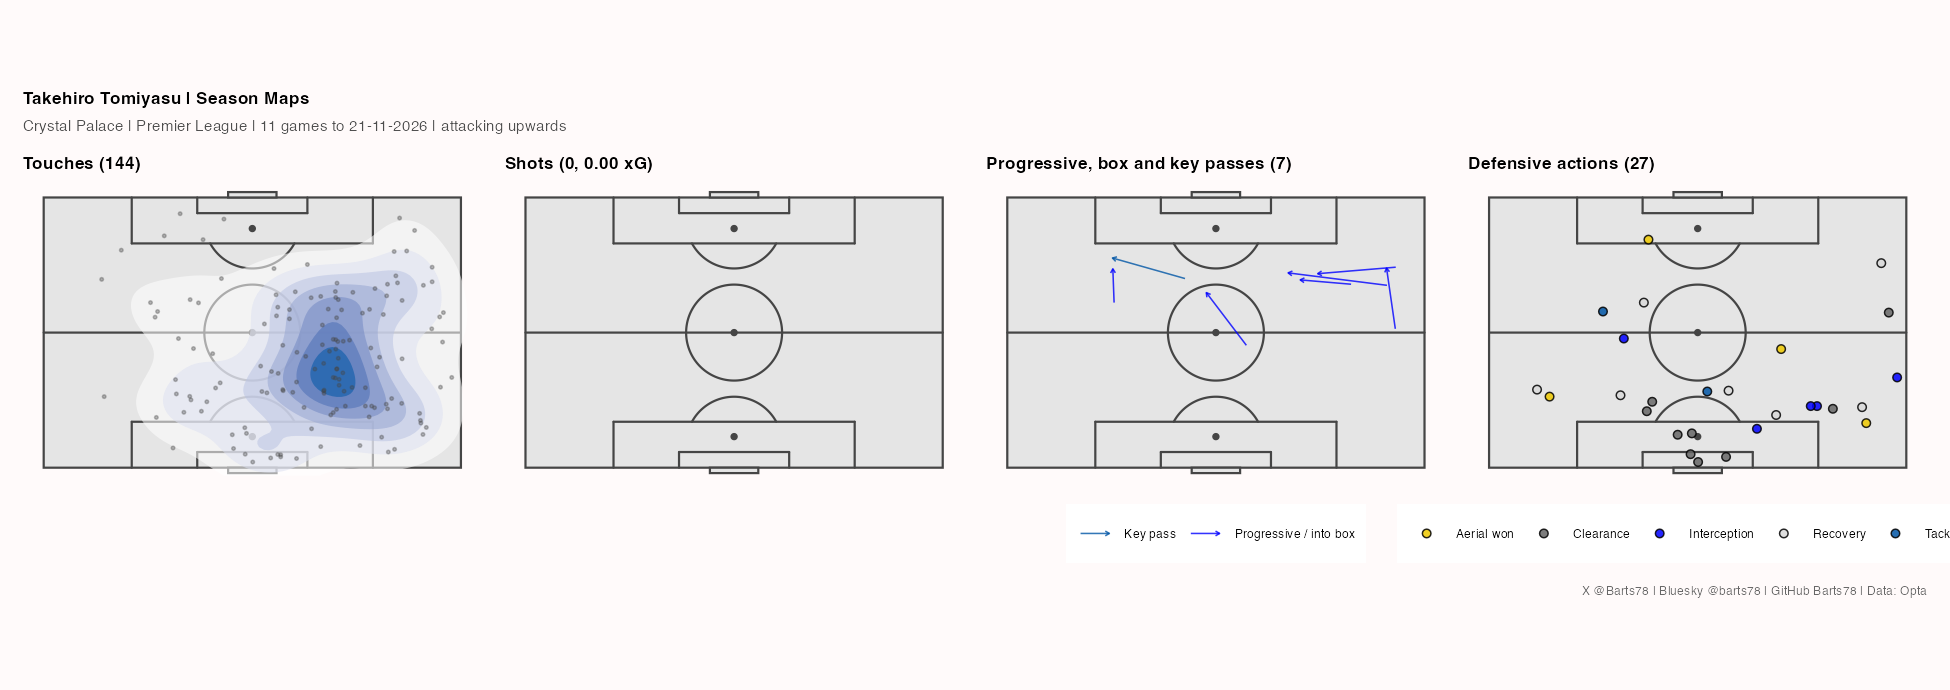 Takehiro Tomiyasu | Season Maps
Crystal Palace | Premier League | 11 games to 21-11-2026 | attacking upwards
Touches (144)
Shots (0, 0.00 xG)
Progressive, box and key passes (7)
Defensive actions (27)
Key pass
Progressive / into box
Aerial won
Clearance
Interception
Recovery
Tack
X @Barts78 | Bluesky @barts78 | GitHub Barts78 | Data: Opta